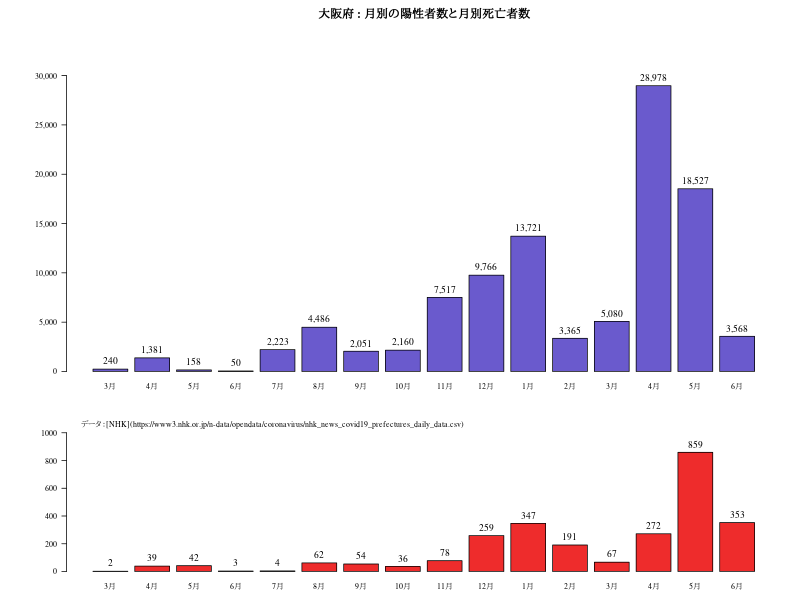 大阪府 : 月別の陽性者数と月別死亡者数
30,000
25,000
20,000
15,000
10,000
5,000
0
240 1,381 158 50 2,223 4,486 2,051 2,160 7,517 9,766 13,721 3,365 5,080 28,978 18,527 3,568
3月 4月 5月 6月 7月 8月 9月 10月 11月 12月 1月 2月 3月 4月 5月 6月
データ : [NHK](https://www3.nhk.or.jp/n-data/opendata/coronavirus/nhk_news_covid19_prefectures_daily_data.csv)
1000
800
600
400
200
0
2 39 42 3 4 62 54 36 78 259 347 191 67 272 859 353
3月 4月 5月 6月 7月 8月 9月 10月 11月 12月 1月 2月 3月 4月 5月 6月